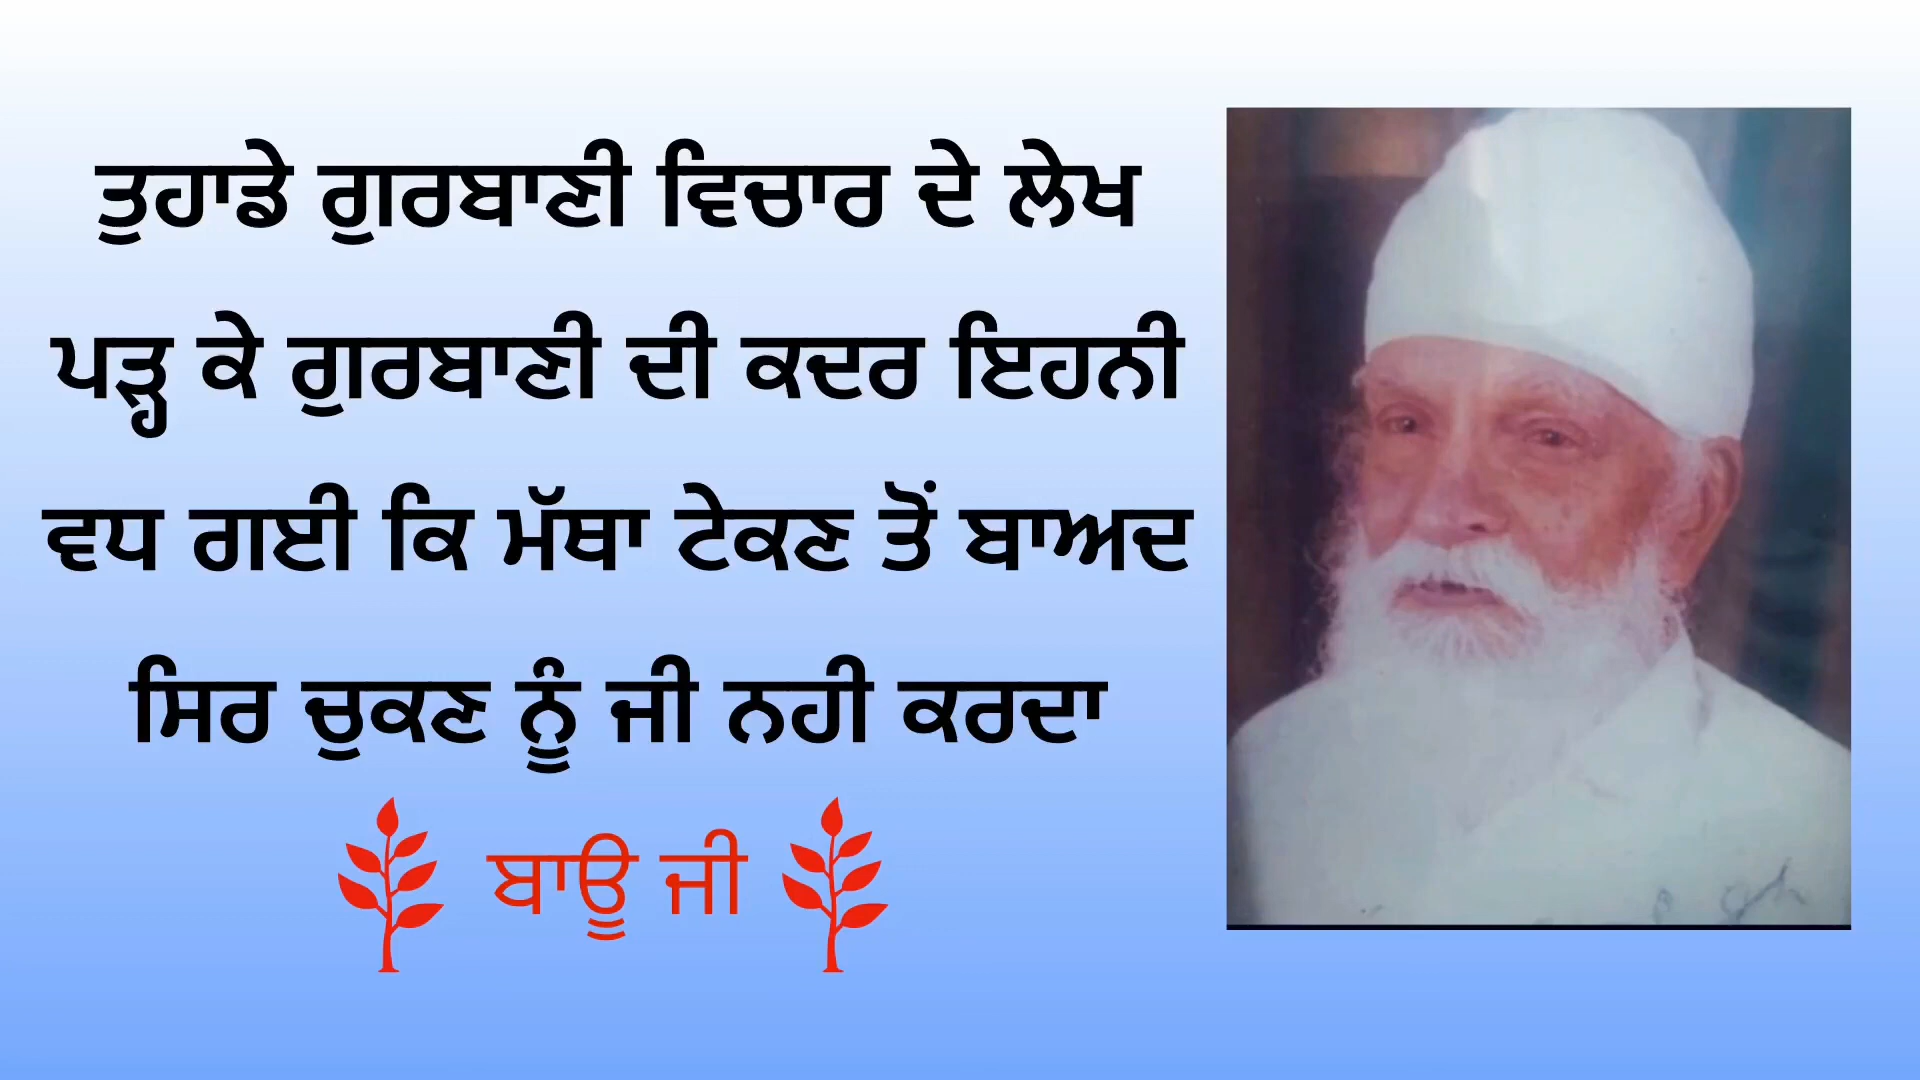 ਤੁਹਾਡੇ ਗੁਰਬਾਣੀ ਵਿਚਾਰ ਦੇ ਲੇਖ
ਪੜ੍ਹ ਕੇ ਗੁਰਬਾਣੀ ਦੀ ਕਦਰ ਇਹਨੀ
ਵਧ ਗਈ ਕਿ ਮੱਥਾ ਟੇਕਣ ਤੋਂ ਬਾਅਦ
ਸਿਰ ਚੁਕਣ ਨੂੰ ਜੀ ਨਹੀ ਕਰਦਾ
ਬਾਊ ਜੀ